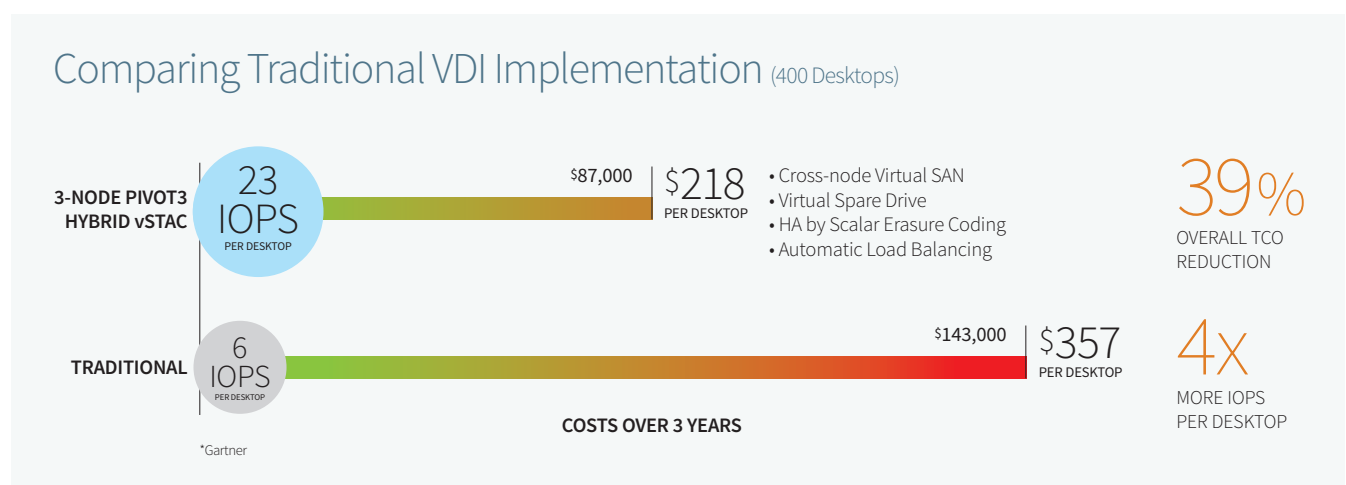 Comparing Traditional VDI Implementation (400 Desktops)
3-NODE PIVOT3
HYBRID vSTAC
23
IOPS
PER DESKTOP
$87,000
$218
PER DESKTOP
• Cross-node Virtual SAN
• Virtual Spare Drive
• HA by Scalar Erasure Coding
• Automatic Load Balancing
39%
OVERALL TCO
REDUCTION
TRADITIONAL
6
IOPS
PER DESKTOP
$143,000
$357
PER DESKTOP
4x
MORE IOPS
PER DESKTOP
COSTS OVER 3 YEARS
*Gartner